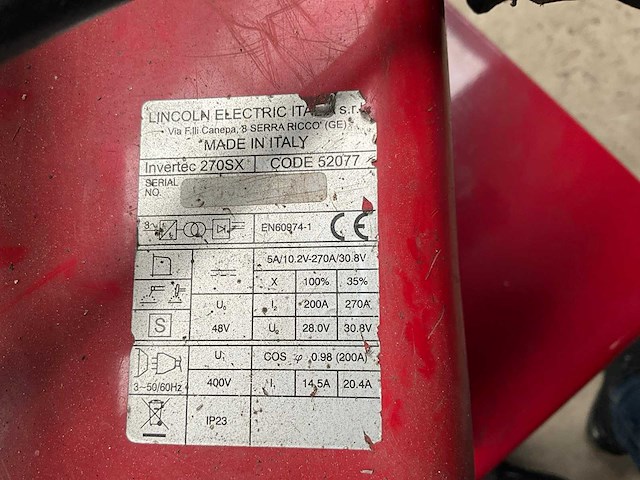 LINCOLN ELECTRIC ITALIA s.r.l
Via F.lli Canepa, 8 SERRA RICCO' (GE)
MADE IN ITALY
Invertec 270SX CODE 52077
SERIAL
NO.
3~ EN60974-1 CE
5A/10.2V-270A/30.8V
X 100% 35%
U₀ I₂ 200A 270A
S 48V U₂ 28.0V 30.8V
U₁ COS φ 0.98 (200A)
3~50/60Hz 400V I₁ 14.5A 20.4A
IP23